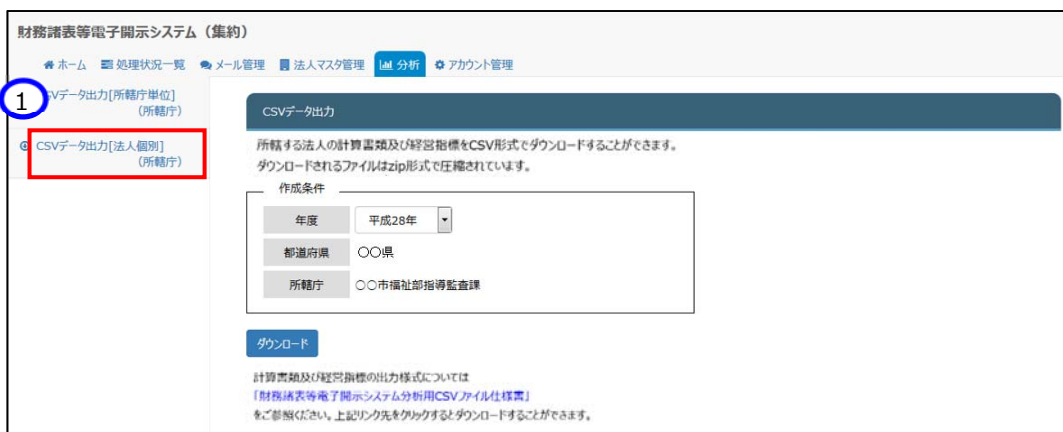 財務諸表等電子開示システム（集約）
ホーム 処理状況一覧 メール管理 法人マスタ管理 分析 アカウント管理
1
SVデータ出力[所轄庁単位]
(所轄庁)
CSVデータ出力[法人個別]
(所轄庁)
CSVデータ出力
所轄する法人の計算書類及び経営指標をCSV形式でダウンロードすることができます。
ダウンロードされるファイルはzip形式で圧縮されています。
作成条件
年度 平成28年
都道府県 〇〇県
所轄庁 〇〇市福祉部指導監査課
ダウンロード
計算書類及び経営指標の出力様式については
「財務諸表等電子開示システム分析用CSVファイル仕様書」
をご参照ください。上記リンク先をクリックするとダウンロードすることができます。